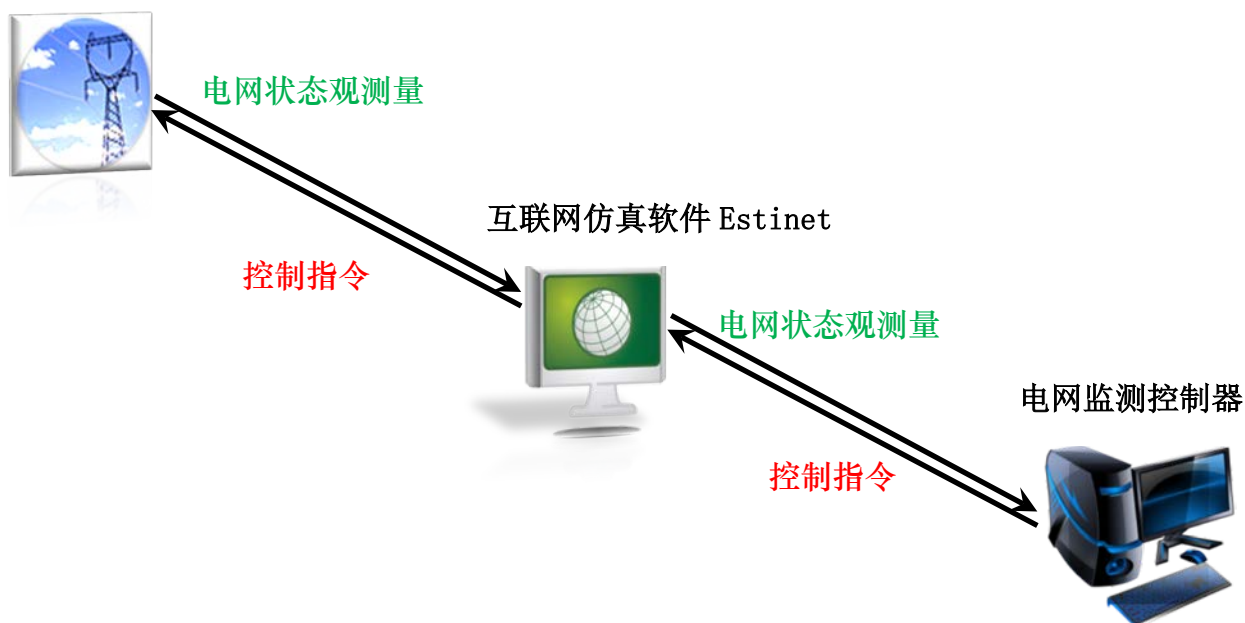 电网状态观测量
互联网仿真软件 Estinet
控制指令
电网状态观测量
电网监测控制器
控制指令